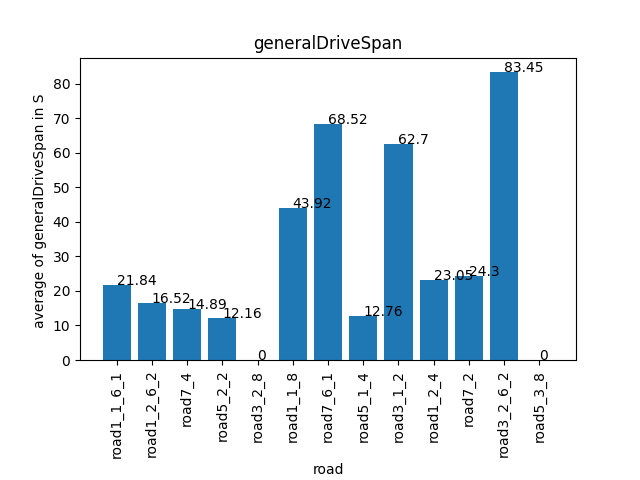 generalDriveSpan
average of generalDriveSpan in S
80
70
60
50
40
30
20
10
0
21.84
16.52
14.89
12.16
0
43.92
68.52
12.76
62.7
23.05
24.3
83.45
0
road1_1_6_1
road1_2_6_2
road7_4
road5_2_2
road3_2_8
road1_1_8
road7_6_1
road5_1_4
road3_1_2
road1_2_4
road7_2
road3_2_6_2
road5_3_8
road